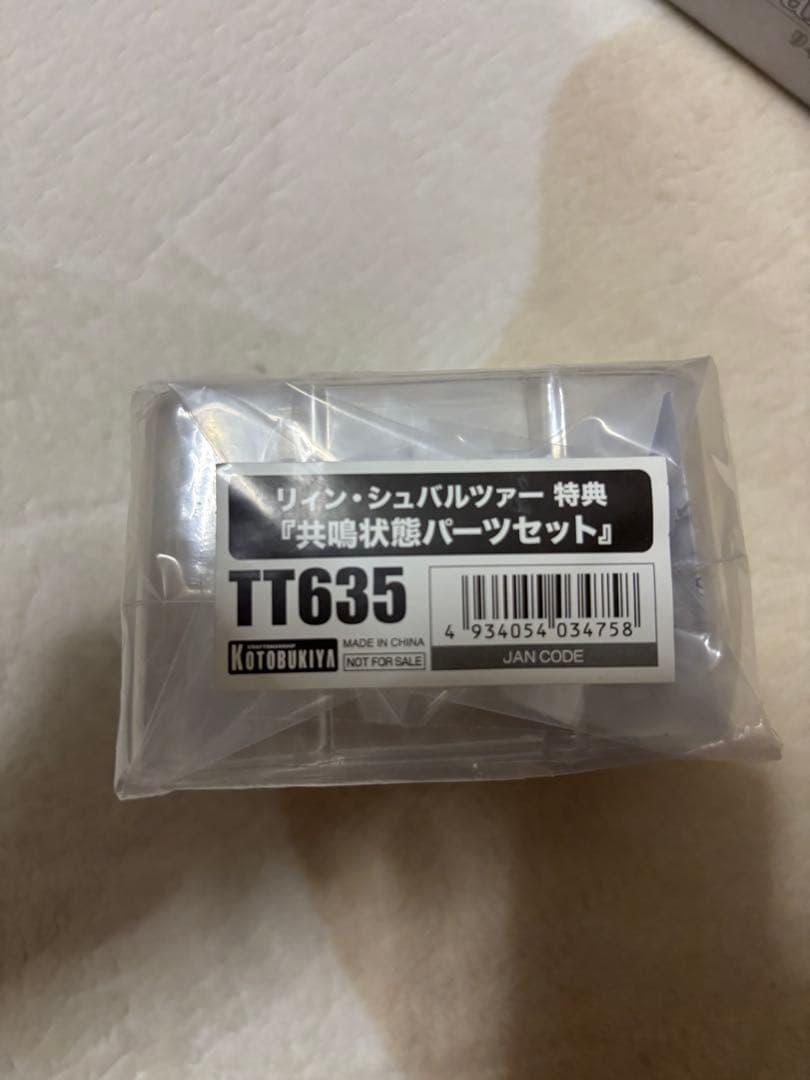 リィン・シュバルツァー 特典
『共鳴状態パーツセット』
TT635
4 934054 034758
JAN CODE
CRAFTSMANSHIP
KOTOBUKIYA
MADE IN CHINA
NOT FOR SALE